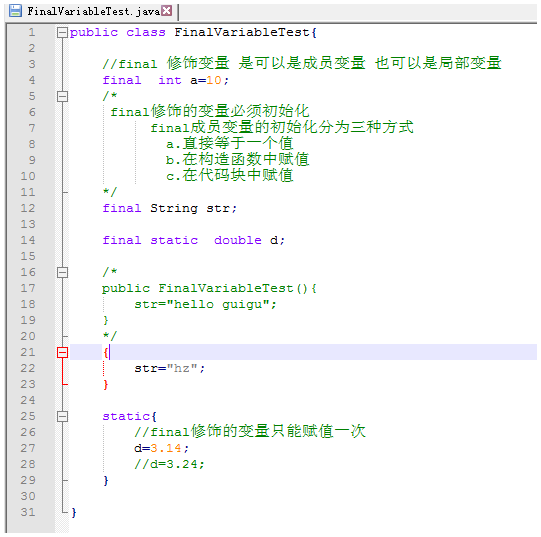 FinalVariableTest.java
1 public class FinalVariableTest{
2
3 //final 修饰变量 是可以是成员变量 也可以是局部变量
4 final  int a=10;
5 /*
6 final修饰的变量必须初始化
7 final成员变量的初始化分为三种方式
8 a.直接等于一个值
9 b.在构造函数中赋值
10 c.在代码块中赋值
11 */
12 final String str;
13
14 final static  double d;
15
16 /*
17 public FinalVariableTest(){
18 str="hello guigu";
19 }
20 */
21 {
22 str="hz";
23 }
24
25 static{
26 //final修饰的变量只能赋值一次
27 d=3.14;
28 //d=3.24;
29 }
30
31 }